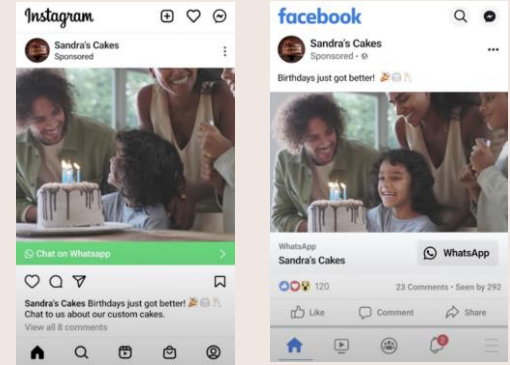 Instagram
Sandra's Cakes
Sponsored
Chat on Whatsapp
Sandra's Cakes Birthdays just got better! 🎉🎂🥂
Chat to us about our custom cakes.
View all 8 comments
facebook
Sandra's Cakes
Sponsored •
Birthdays just got better! 🎉🎂🥂
WhatsApp
Sandra's Cakes
WhatsApp
120
23 Comments • Seen by 292
Like
Comment
Share
2